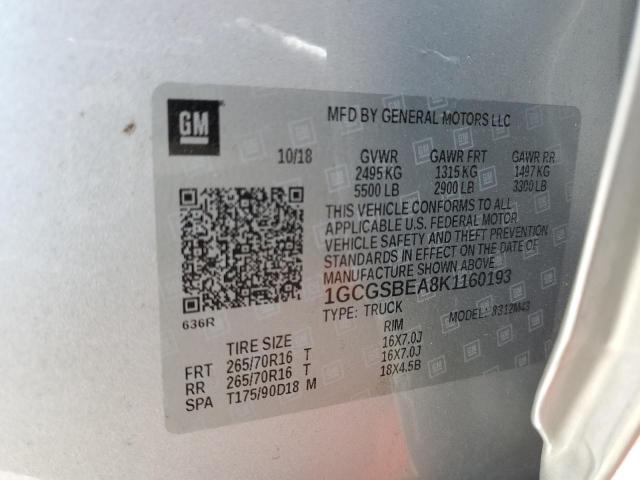 GM
MFD BY GENERAL MOTORS LLC
10/18 GVWR GAWR FRT GAWR RR
2495 KG 1315 KG 1497 KG
5500 LB 2900 LB 3300 LB
THIS VEHICLE CONFORMS TO ALL
APPLICABLE U.S. FEDERAL MOTOR
VEHICLE SAFETY AND THEFT PREVENTION
STANDARDS IN EFFECT ON THE DATE OF
MANUFACTURE SHOWN ABOVE.
1GCGSBEA8K1160193
TYPE: TRUCK MODEL: 8312M43
636R
TIRE SIZE RIM
FRT 265/70R16 T 16X7.0J
RR 265/70R16 T 16X7.0J
SPA T175/90D18 M 18X4.5B